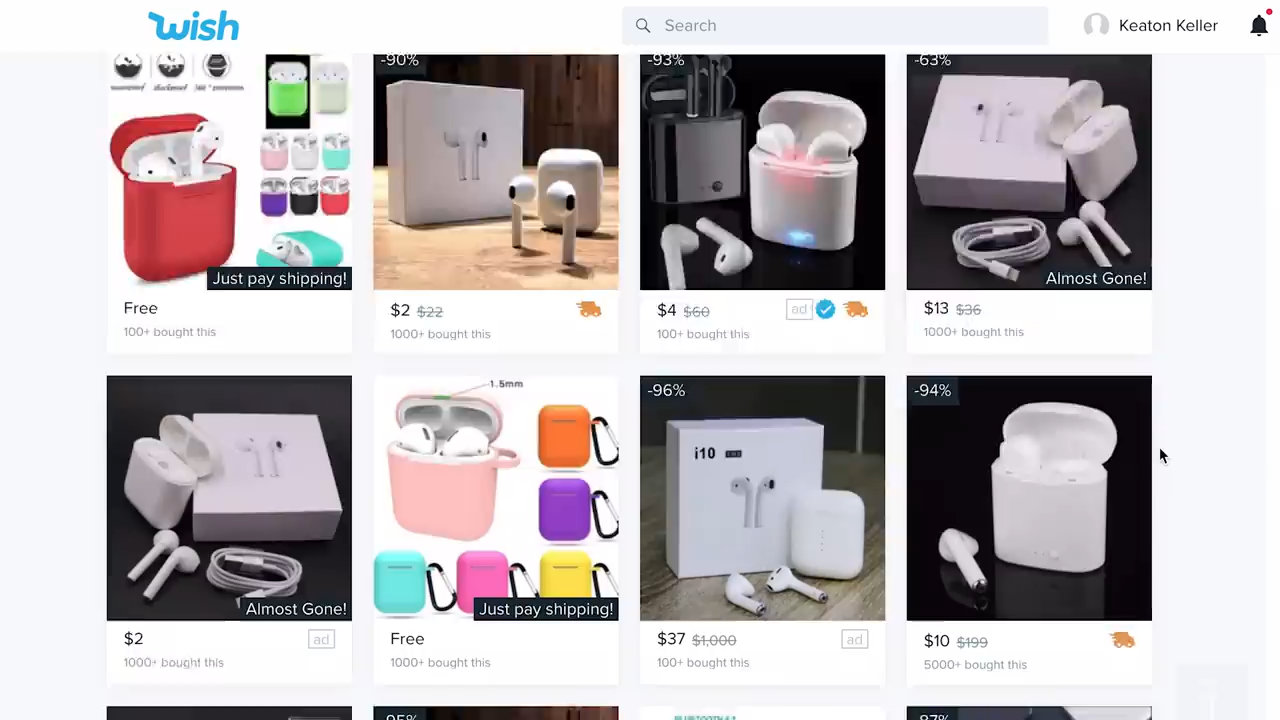 wish
Search
Keaton Keller
-90%
-93%
-63%
Just pay shipping!
Almost Gone!
Free
$2 $22
$4 $60
ad
$13 $36
100+ bought this
1000+ bought this
100+ bought this
1000+ bought this
1.5mm
-96%
-94%
i10
Almost Gone!
Just pay shipping!
$2
ad
Free
$37 $1,000
ad
$10 $199
1000+ bought this
1000+ bought this
100+ bought this
5000+ bought this
-95%
-87%